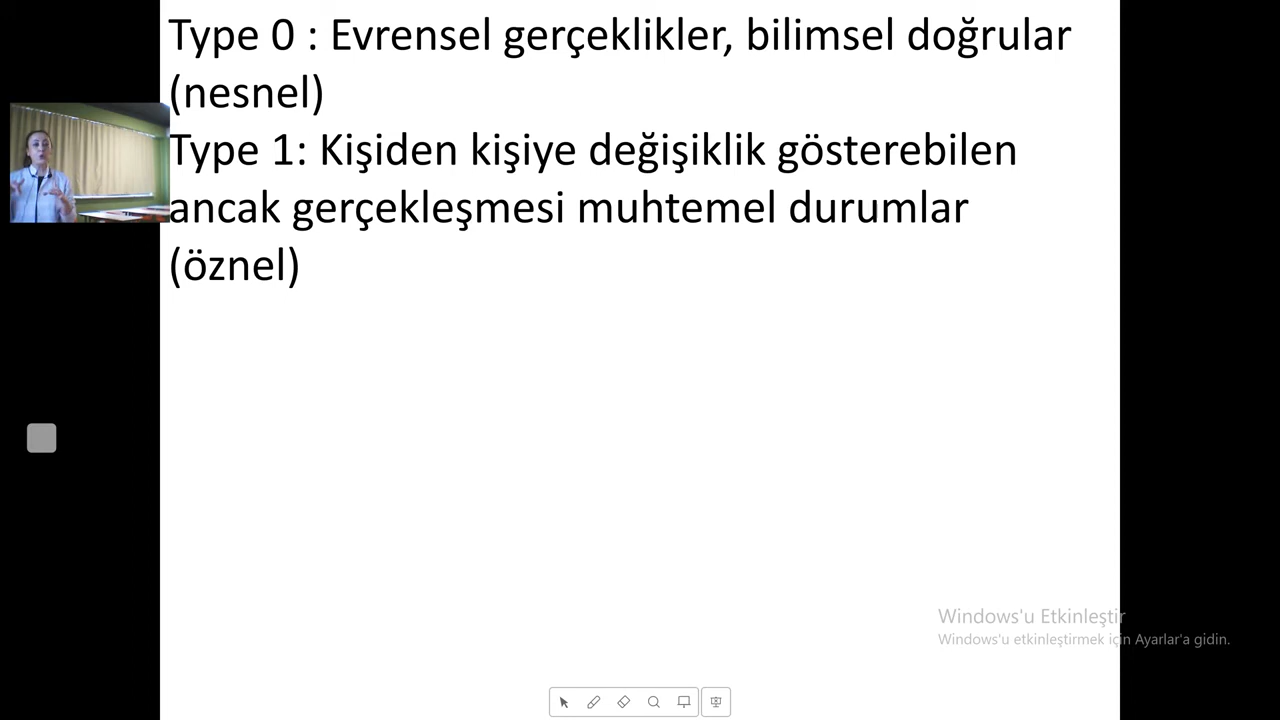 Type 0 : Evrensel gerçeklikler, bilimsel doğrular
(nesnel)
Type 1: Kişiden kişiye değişiklik gösterebilen
ancak gerçekleşmesi muhtemel durumlar
(öznel)
Windows'u Etkinleştir
Windows'u etkinleştirmek için Ayarlar'a gidin.